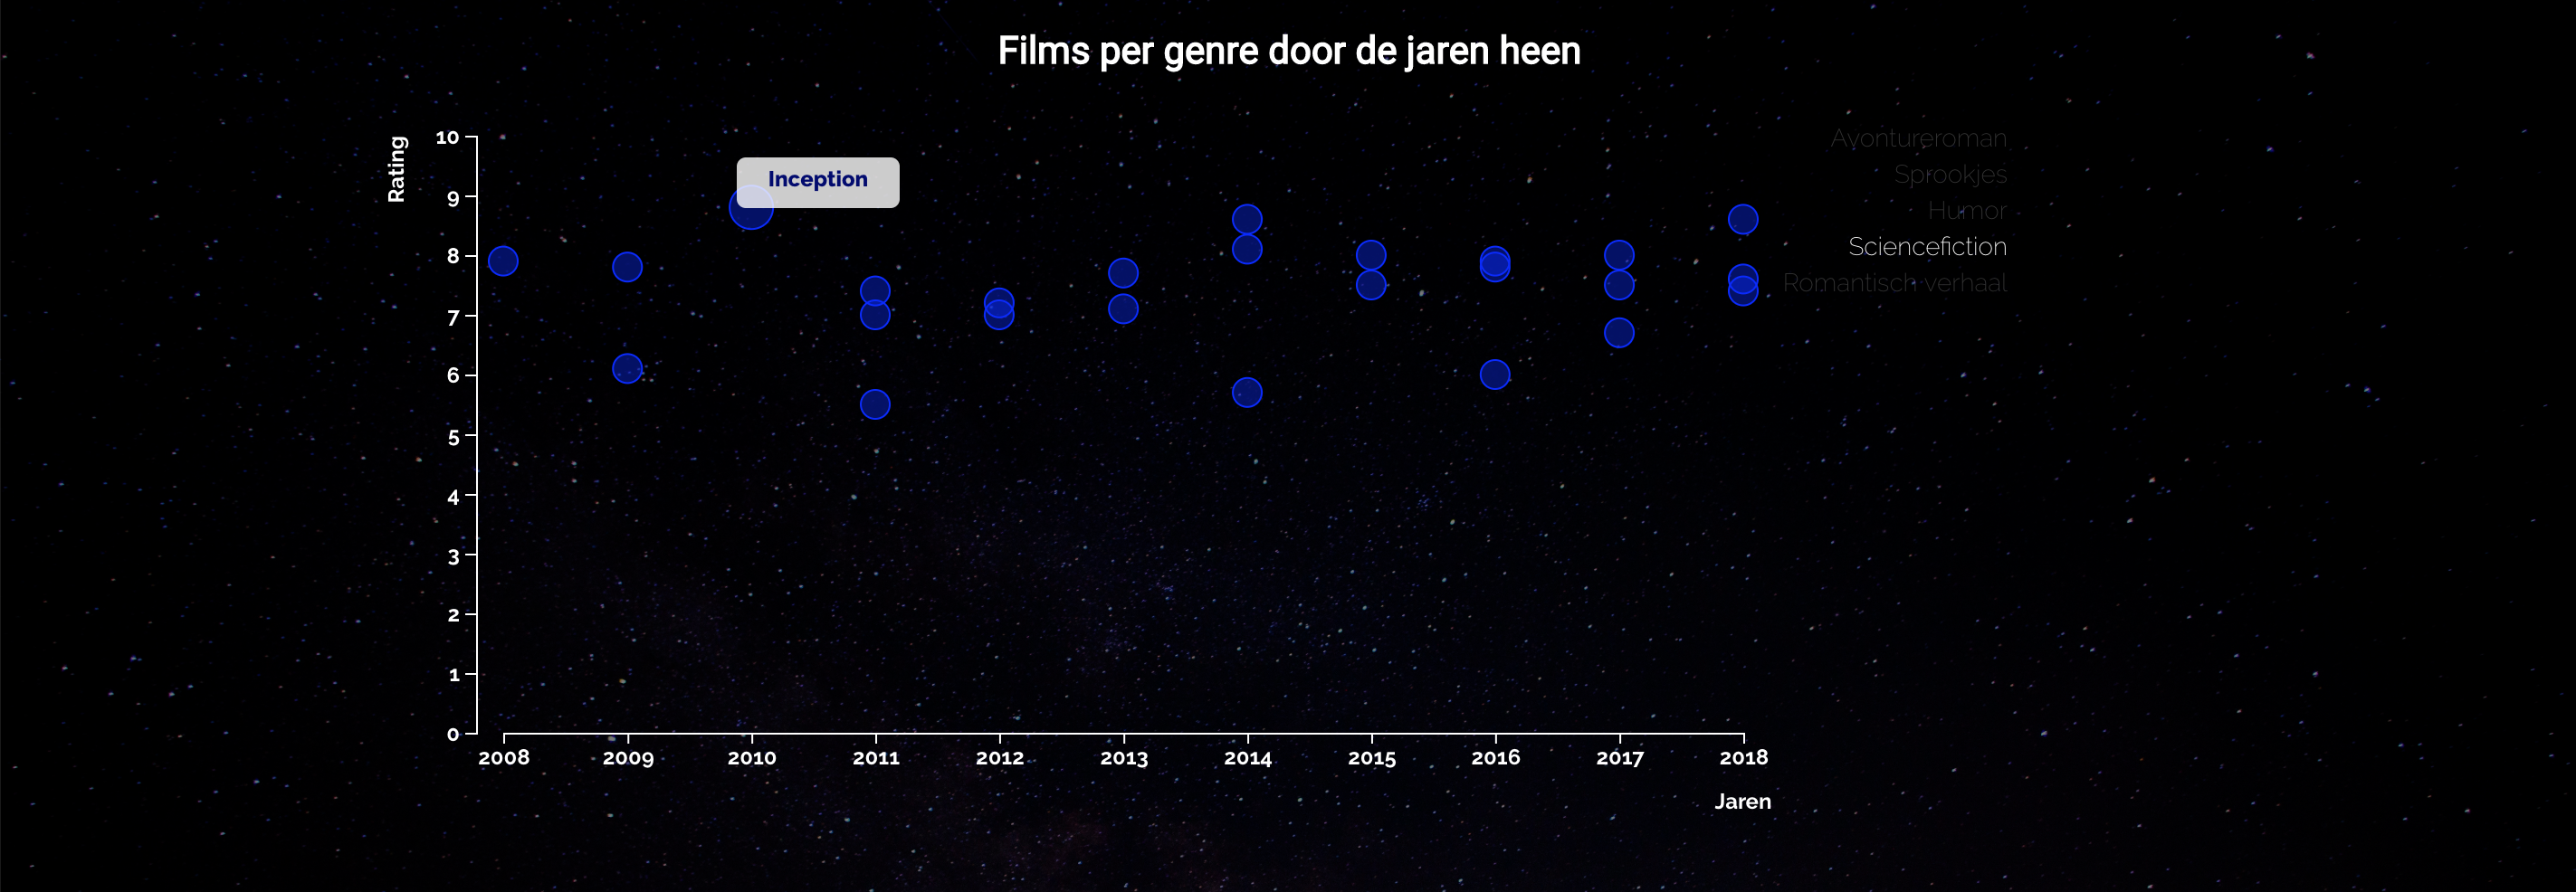 Films per genre door de jaren heen
Rating
10
9
8
7
6
5
4
3
2
1
0
Inception
Avontureroman
Sprookjes
Humor
Sciencefiction
Romantisch verhaal
2008 2009 2010 2011 2012 2013 2014 2015 2016 2017 2018
Jaren